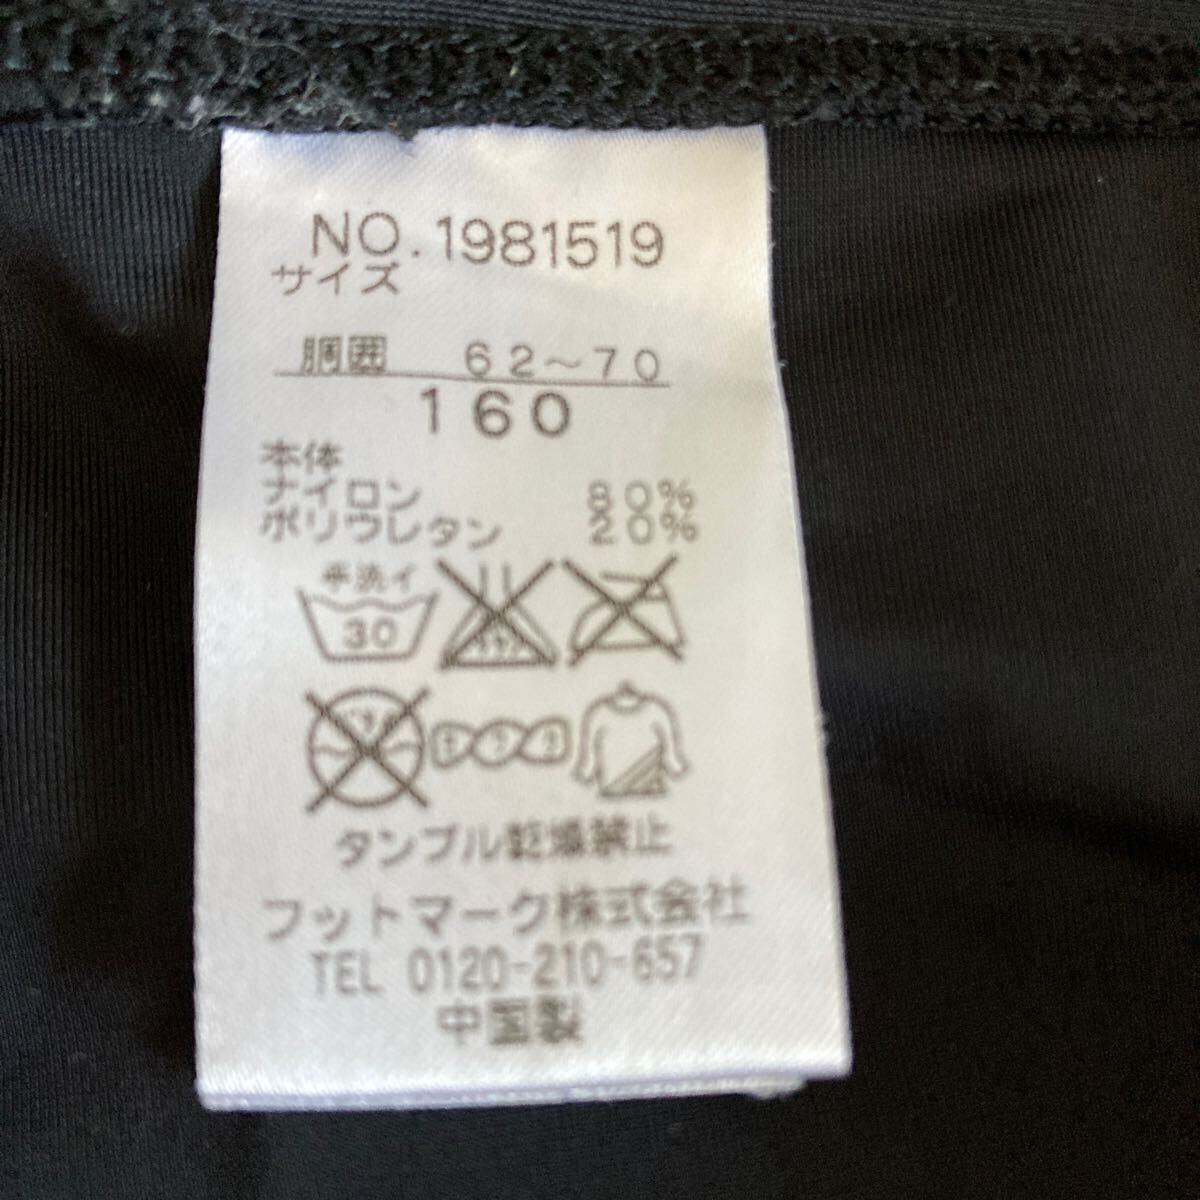 NO. 1981519
サイズ
胴囲 62～70
160
本体
ナイロン 80%
ポリウレタン 20%
手洗イ
30
タンブル乾燥禁止
フットマーク株式会社
TEL 0120-210-657
中国製